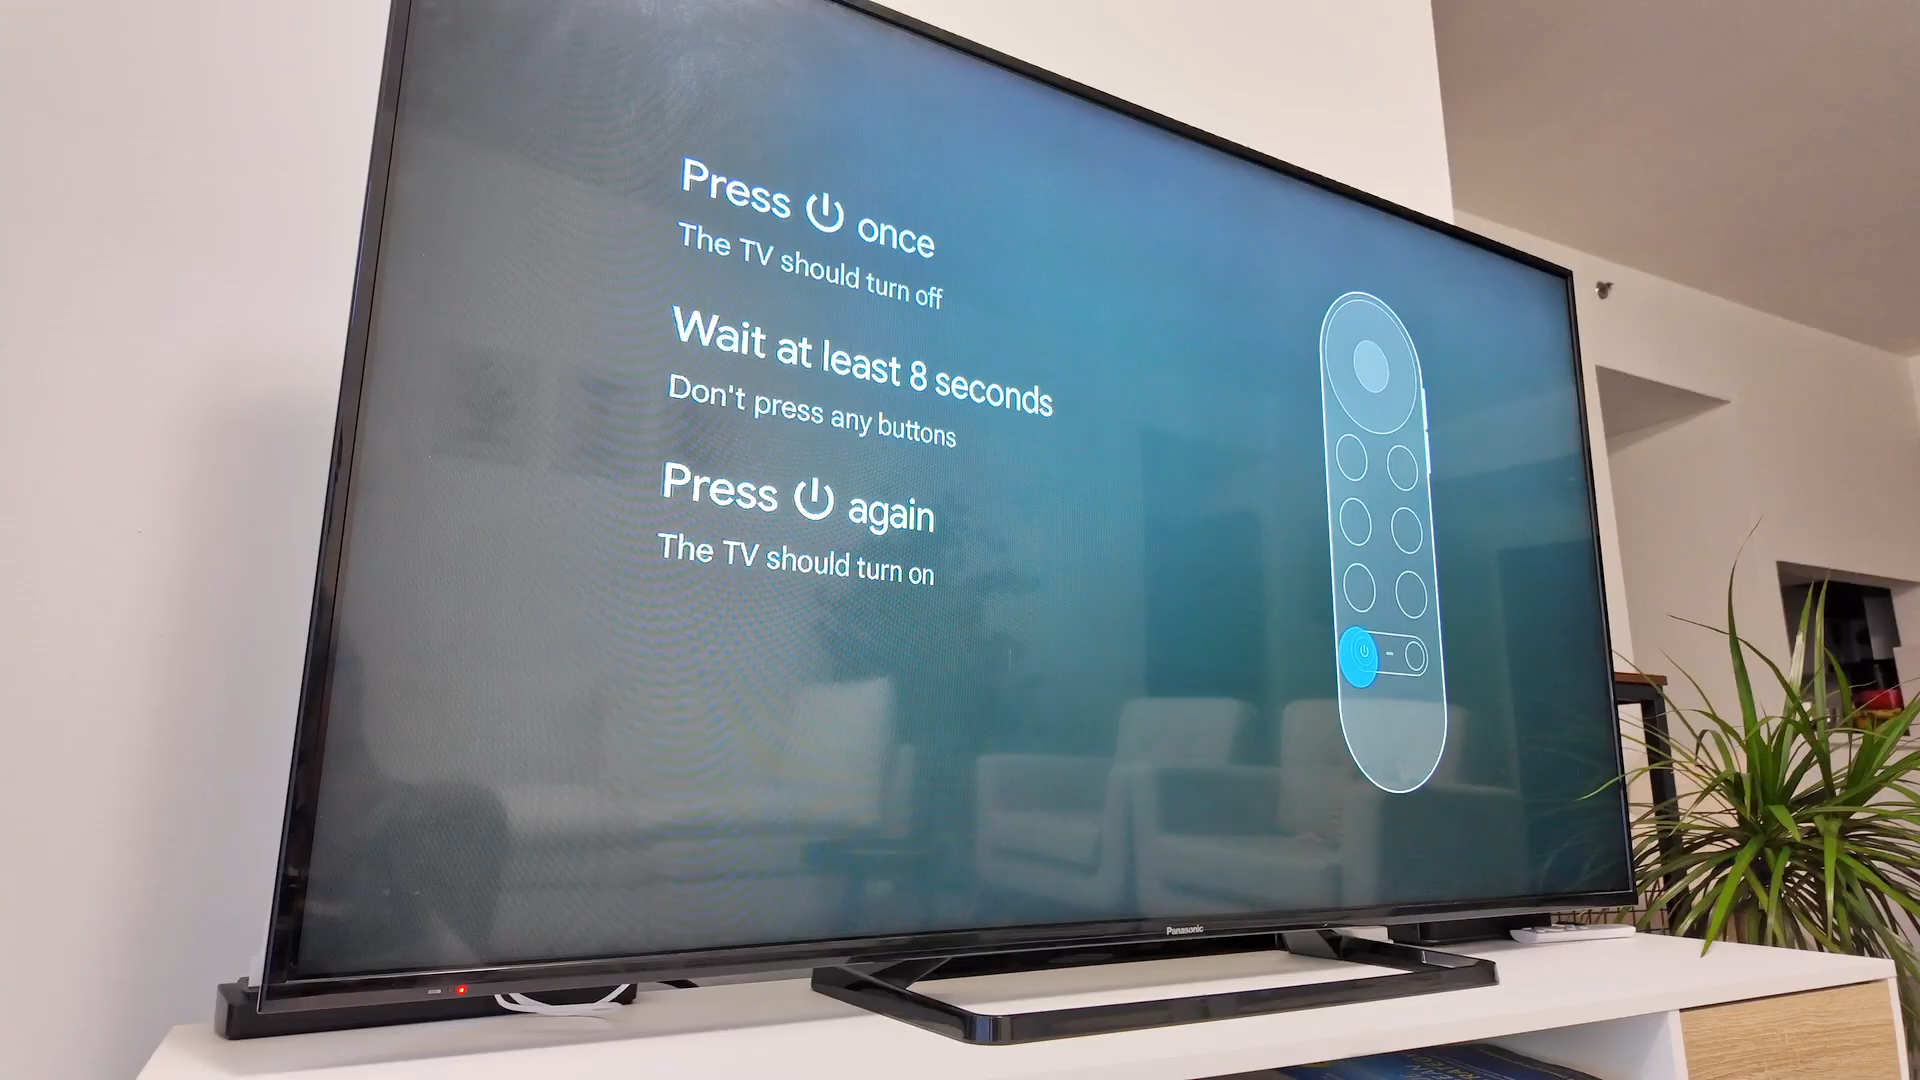 Press ⏻ once
The TV should turn off
Wait at least 8 seconds
Don't press any buttons
Press ⏻ again
The TV should turn on
Panasonic